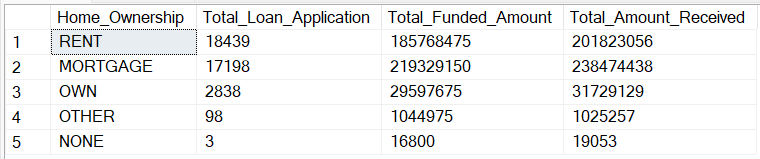 Home_Ownership Total_Loan_Application Total_Funded_Amount Total_Amount_Received
1 RENT 18439 185768475 201823056
2 MORTGAGE 17198 219329150 238474438
3 OWN 2838 29597675 31729129
4 OTHER 98 1044975 1025257
5 NONE 3 16800 19053